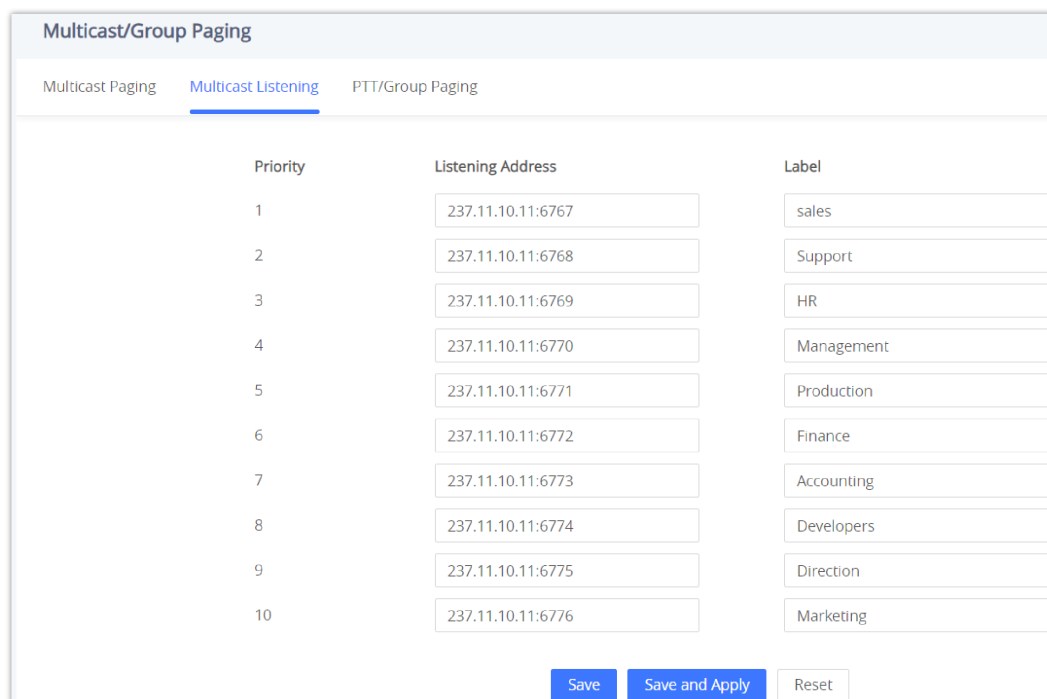 Multicast/Group Paging
Multicast Paging Multicast Listening PTT/Group Paging
Priority Listening Address Label
1 237.11.10.11:6767 sales
2 237.11.10.11:6768 Support
3 237.11.10.11:6769 HR
4 237.11.10.11:6770 Management
5 237.11.10.11:6771 Production
6 237.11.10.11:6772 Finance
7 237.11.10.11:6773 Accounting
8 237.11.10.11:6774 Developers
9 237.11.10.11:6775 Direction
10 237.11.10.11:6776 Marketing
Save Save and Apply Reset